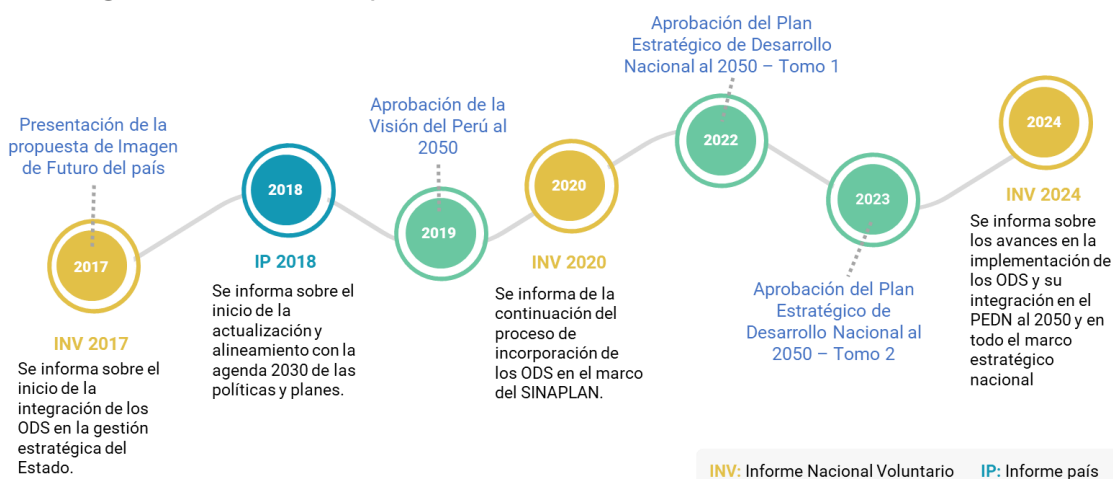 Presentación de la
propuesta de Imagen
de Futuro del país
2017
INV 2017
Se informa sobre el
inicio de la
integración de los
ODS en la gestión
estratégica del
Estado.
2018
IP 2018
Se informa sobre el
inicio de la
actualización y
alineamiento con la
agenda 2030 de las
políticas y planes.
Aprobación de la
Visión del Perú al
2050
2019
2020
INV 2020
Se informa de la
continuación del
proceso de
incorporación de
los ODS en el marco
del SINAPLAN.
Aprobación del Plan
Estratégico de Desarrollo
Nacional al 2050 – Tomo 1
2022
2023
Aprobación del Plan
Estratégico de
Desarrollo Nacional al
2050 – Tomo 2
2024
INV 2024
Se informa sobre
los avances en la
implementación de
los ODS y su
integración en el
PEDN al 2050 y en
todo el marco
estratégico
nacional
INV: Informe Nacional Voluntario IP: Informe país